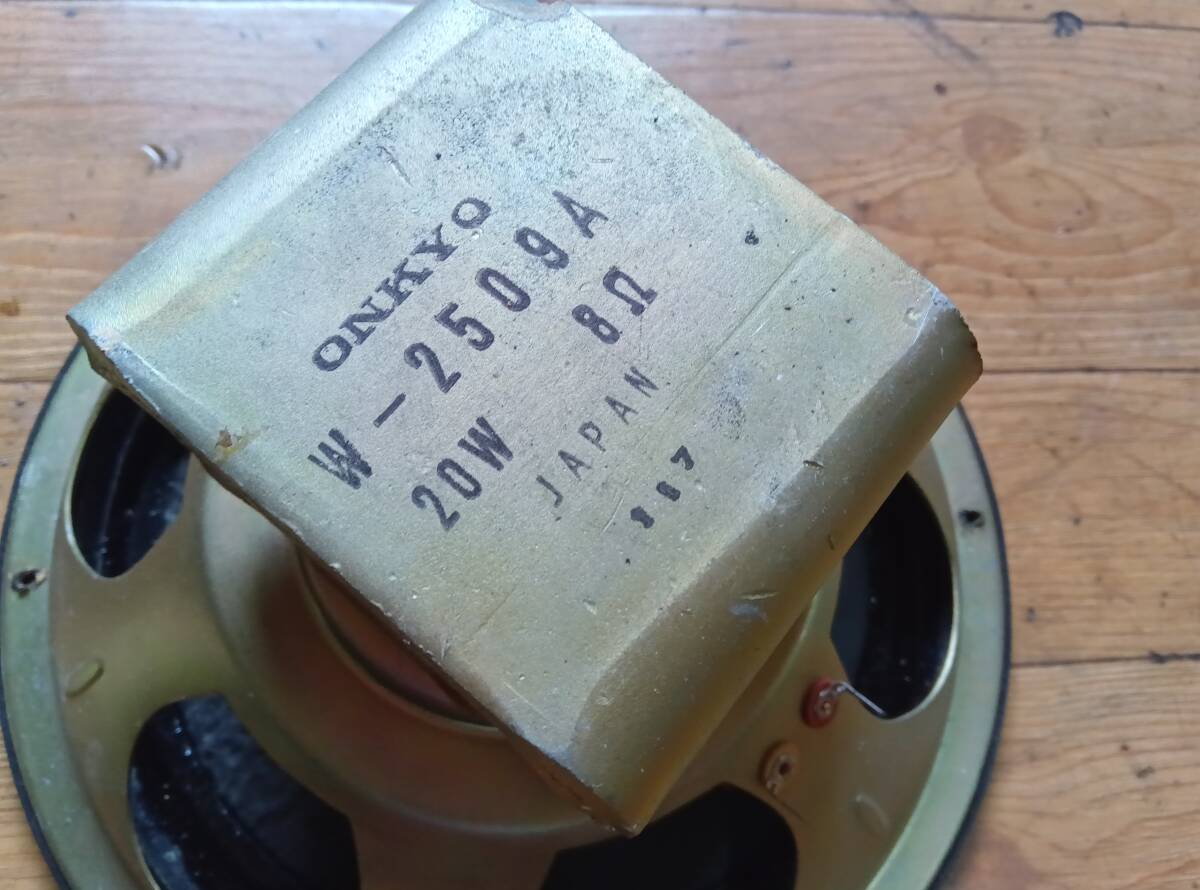 ONKYO
W-2509A
20W 8Ω
JAPAN